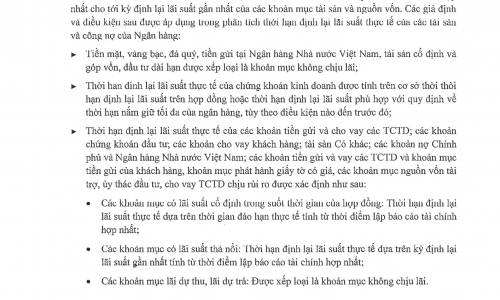 nhất cho tới kỳ định lại lãi suất gần nhất của các khoản mục tài sản và nguồn vốn. Các giả định
và điều kiện sau được áp dụng trong phân tích thời hạn định lại lãi suất thực tế của các tài sản
và công nợ của Ngân hàng:
► Tiền mặt, vàng bạc, đá quý, tiền gửi tại Ngân hàng Nhà nước Việt Nam, tài sản cố định và
góp vốn, đầu tư dài hạn được xếp loại là khoản mục không chịu lãi;
► Thời hạn định lại lãi suất thực tế của chứng khoán kinh doanh được tính trên cơ sở thời thời
hạn định lại lãi suất trên hợp đồng hoặc thời hạn định lại lãi suất phù hợp với quy định về
thời hạn nắm giữ tối đa của ngân hàng, tùy theo điều kiện nào đến trước đó;
► Thời hạn định lại lãi suất thực tế của các khoản tiền gửi và cho vay các TCTD; các khoản
chứng khoán đầu tư; các khoản cho vay khách hàng; tài sản Có khác; các khoản nợ Chính
phủ và Ngân hàng Nhà nước Việt Nam; các khoản tiền gửi và vay các TCTD và khoản mục
tiền gửi của khách hàng, khoản mục phát hành giấy tờ có giá, các khoản mục nguồn vốn tài
trợ, ủy thác đầu tư, cho vay TCTD chịu rủi ro được xác định như sau:
• Các khoản mục có lãi suất cố định trong suốt thời gian của hợp đồng: Thời hạn định lại
lãi suất thực tế dựa trên thời gian đáo hạn thực tế tính từ thời điểm lập báo cáo tài chính
hợp nhất;
• Các khoản mục có lãi suất thả nổi: Thời hạn định lại lãi suất thực tế dựa trên kỳ định lại
lãi suất gần nhất tính từ thời điểm lập báo cáo tài chính hợp nhất;
• Các khoản mục lãi dự thu, lãi dự trả: Được xếp loại là khoản mục không chịu lãi.